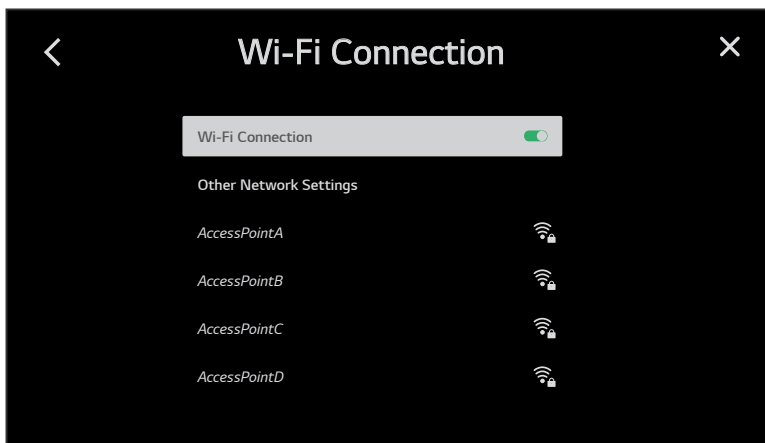 Wi-Fi Connection
Wi-Fi Connection
Other Network Settings
AccessPointA
AccessPointB
AccessPointC
AccessPointD